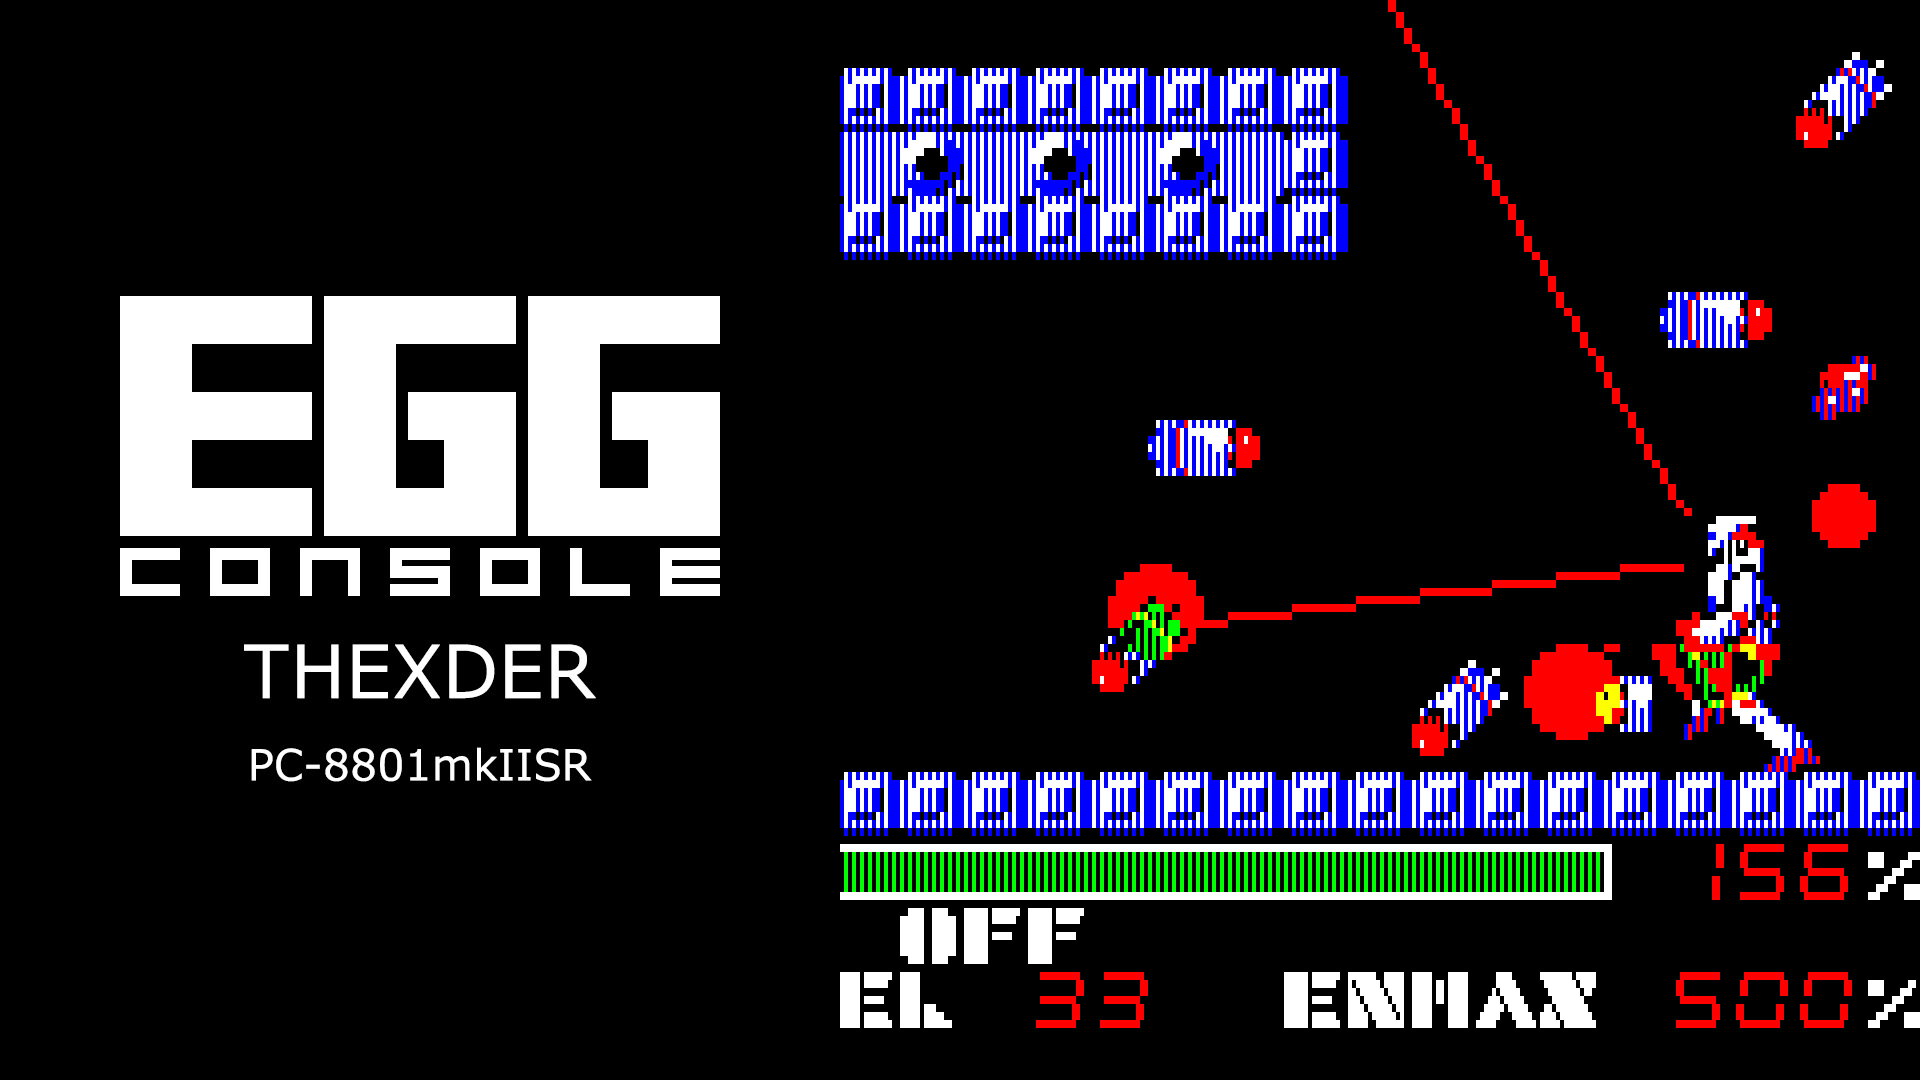 EGG
CONSOLE
THEXDER
PC-8801mkIISR
156%
OFF
EL 33 ENMAX 500%